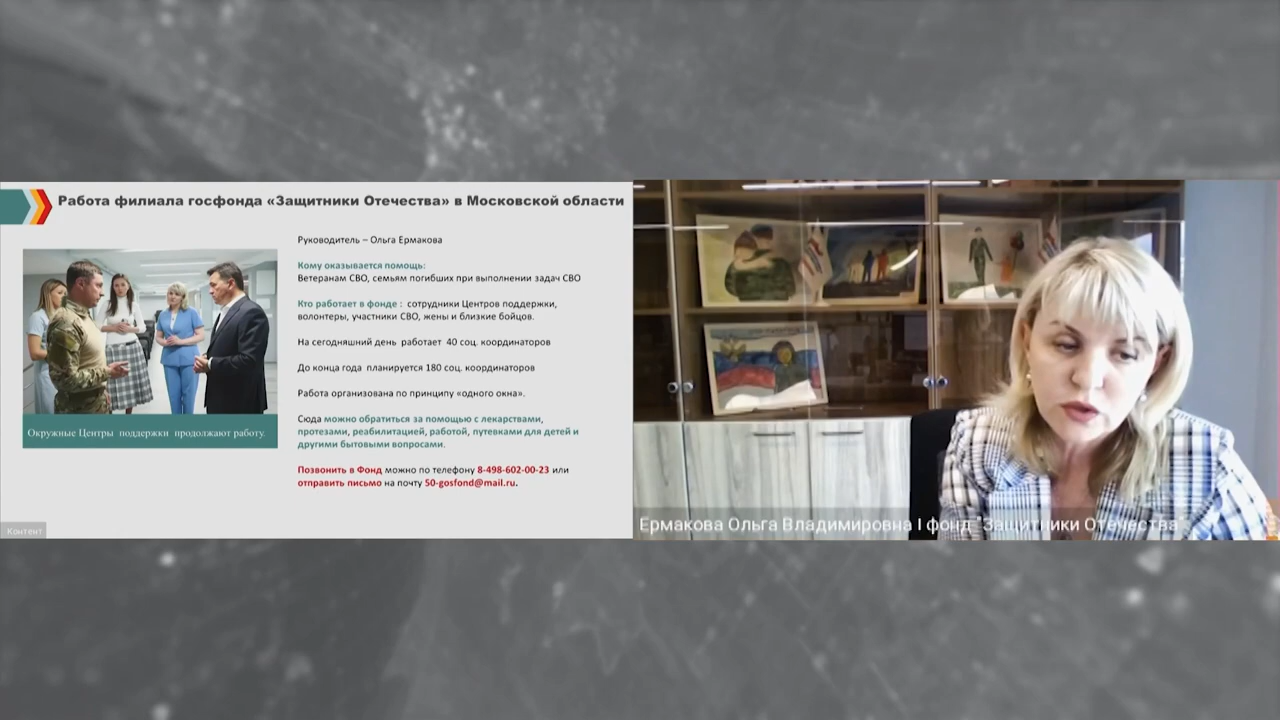 Работа филиала госфонда «Защитники Отечества» в Московской области
Руководитель – Ольга Ермакова
Кому оказывается помощь:
Ветеранам СВО, семьям погибших при выполнении задач СВО
Кто работает в фонде : сотрудники Центров поддержки,
волонтеры, участники СВО, жены и близкие бойцов.
На сегодняшний день работает 40 соц. координаторов
До конца года планируется 180 соц. координаторов
Работа организована по принципу «одного окна».
Сюда можно обратиться за помощью с лекарствами,
протезами, реабилитацией, работой, путевками для детей и
другими бытовыми вопросами.
Позвонить в Фонд можно по телефону 8-498-602-00-23 или
отправить письмо на почту 50-gosfond@mail.ru.
Окружные Центры поддержки продолжают работу.
Контент
Ермакова Ольга Владимировна I фонд "Защитники Отечества"